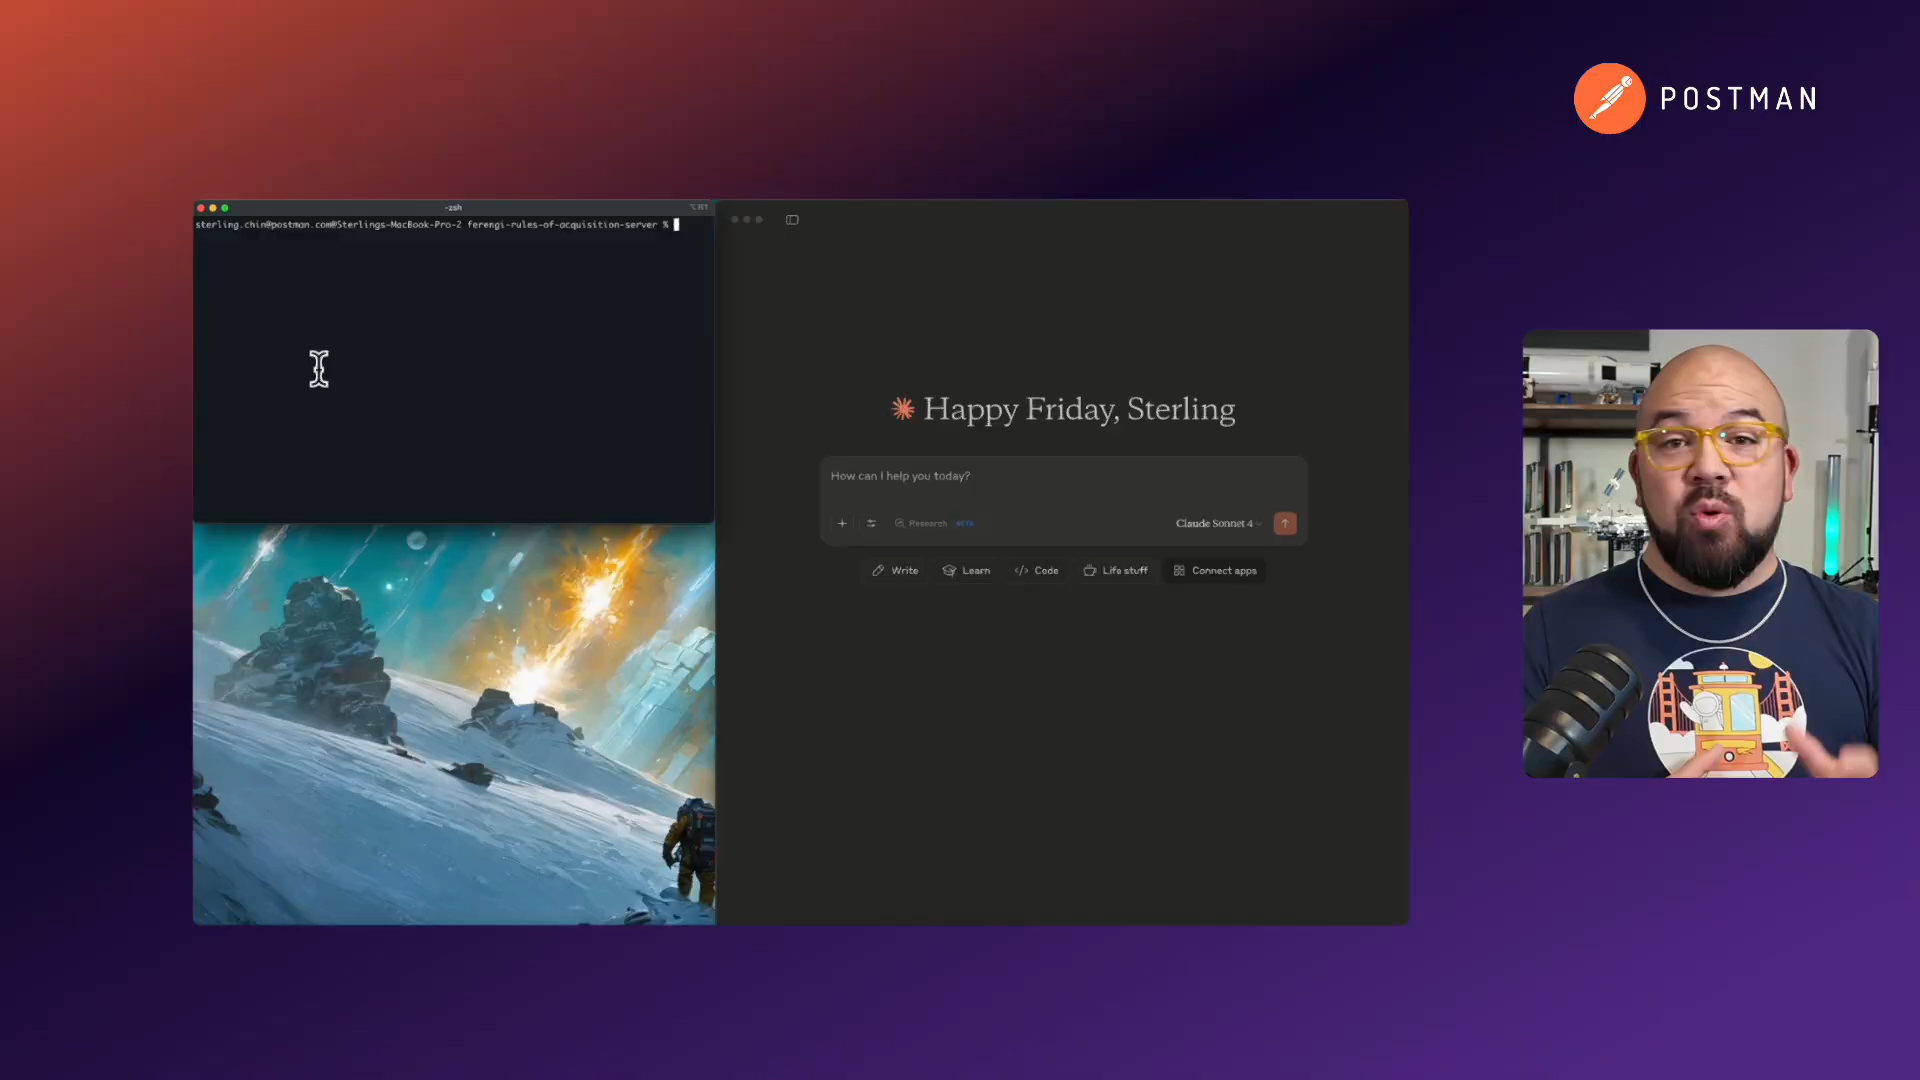 POSTMAN
-zsh
sterling.chin@postman.com@Sterlings-MacBook-Pro-2 ferengi-rules-of-acquisition-server %
Happy Friday, Sterling
How can I help you today?
Research BETA
Claude Sonnet 4
Write
Learn
</> Code
Life stuff
Connect apps